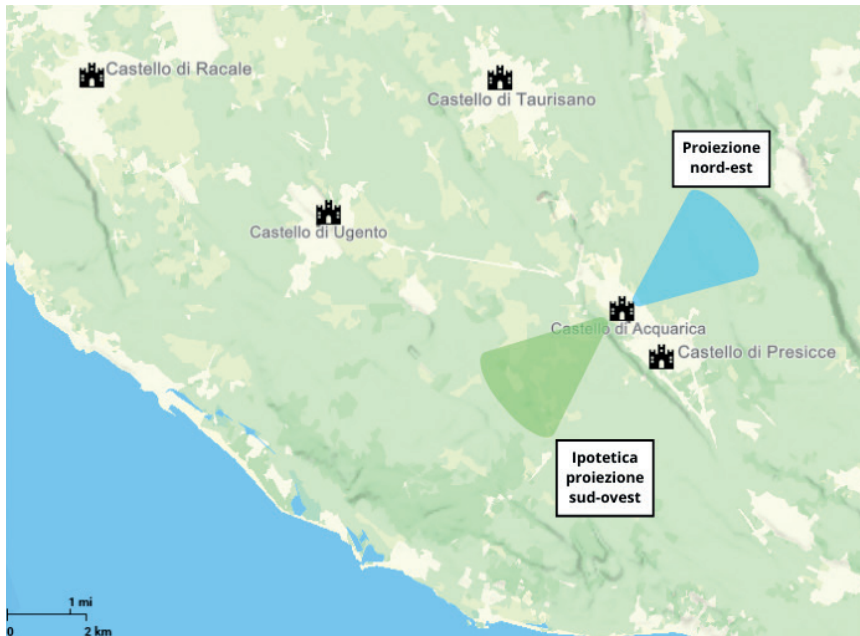 Castello di Racale
Castello di Taurisano
Proiezione
nord-est
Castello di Ugento
Castello di Acquarica
Castello di Presicce
Ipotetica
proiezione
sud-ovest
1 mi
0
2 km